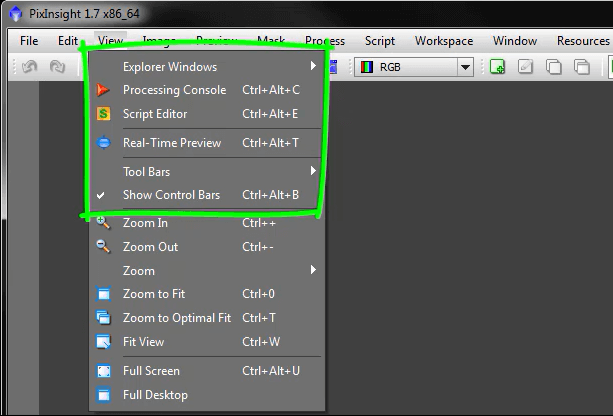 PixInsight 1.7 x86_64
File Edit View Image Preview Mask Process Script Workspace Window Resources
RGB
Explorer Windows
Processing Console Ctrl+Alt+C
S Script Editor Ctrl+Alt+E
Real-Time Preview Ctrl+Alt+T
Tool Bars
Show Control Bars Ctrl+Alt+B
Zoom In Ctrl++
Zoom Out Ctrl+-
Zoom
Zoom to Fit Ctrl+0
Zoom to Optimal Fit Ctrl+T
Fit View Ctrl+W
Full Screen Ctrl+Alt+U
Full Desktop